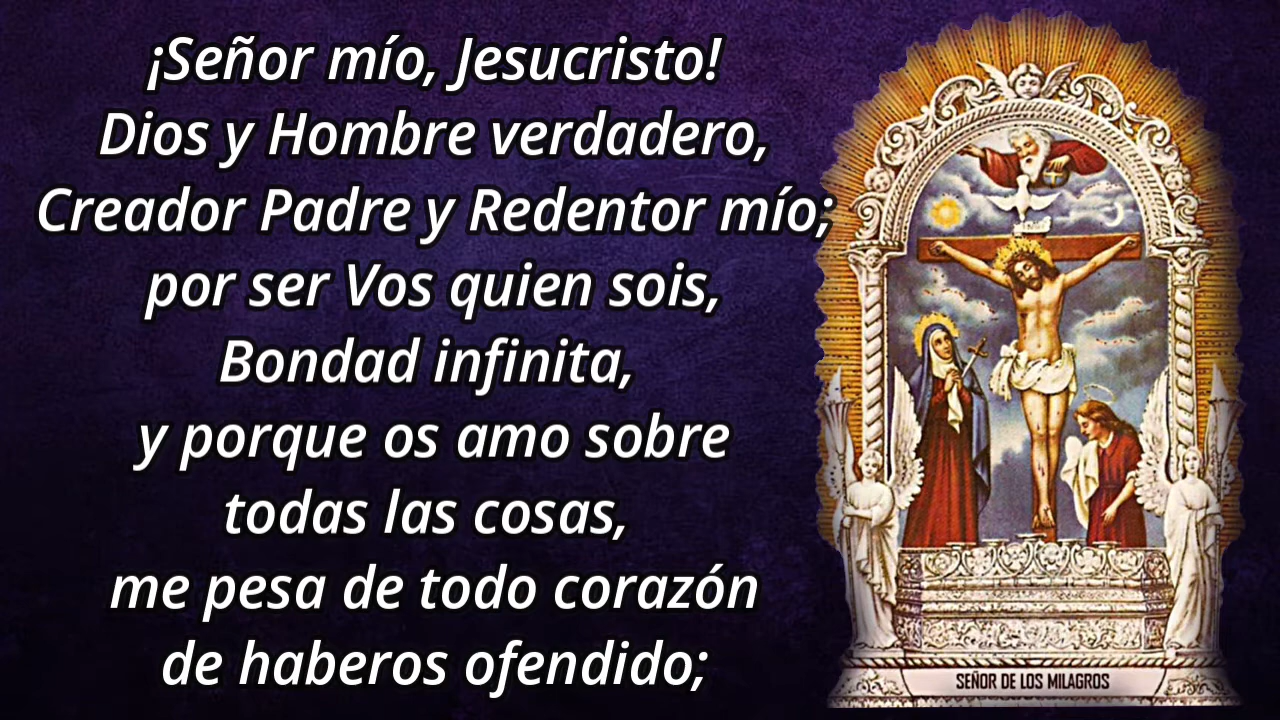 ¡Señor mío, Jesucristo!
Dios y Hombre verdadero,
Creador Padre y Redentor mío;
por ser Vos quien sois,
Bondad infinita,
y porque os amo sobre
todas las cosas,
me pesa de todo corazón
de haberos ofendido;
SEÑOR DE LOS MILAGROS